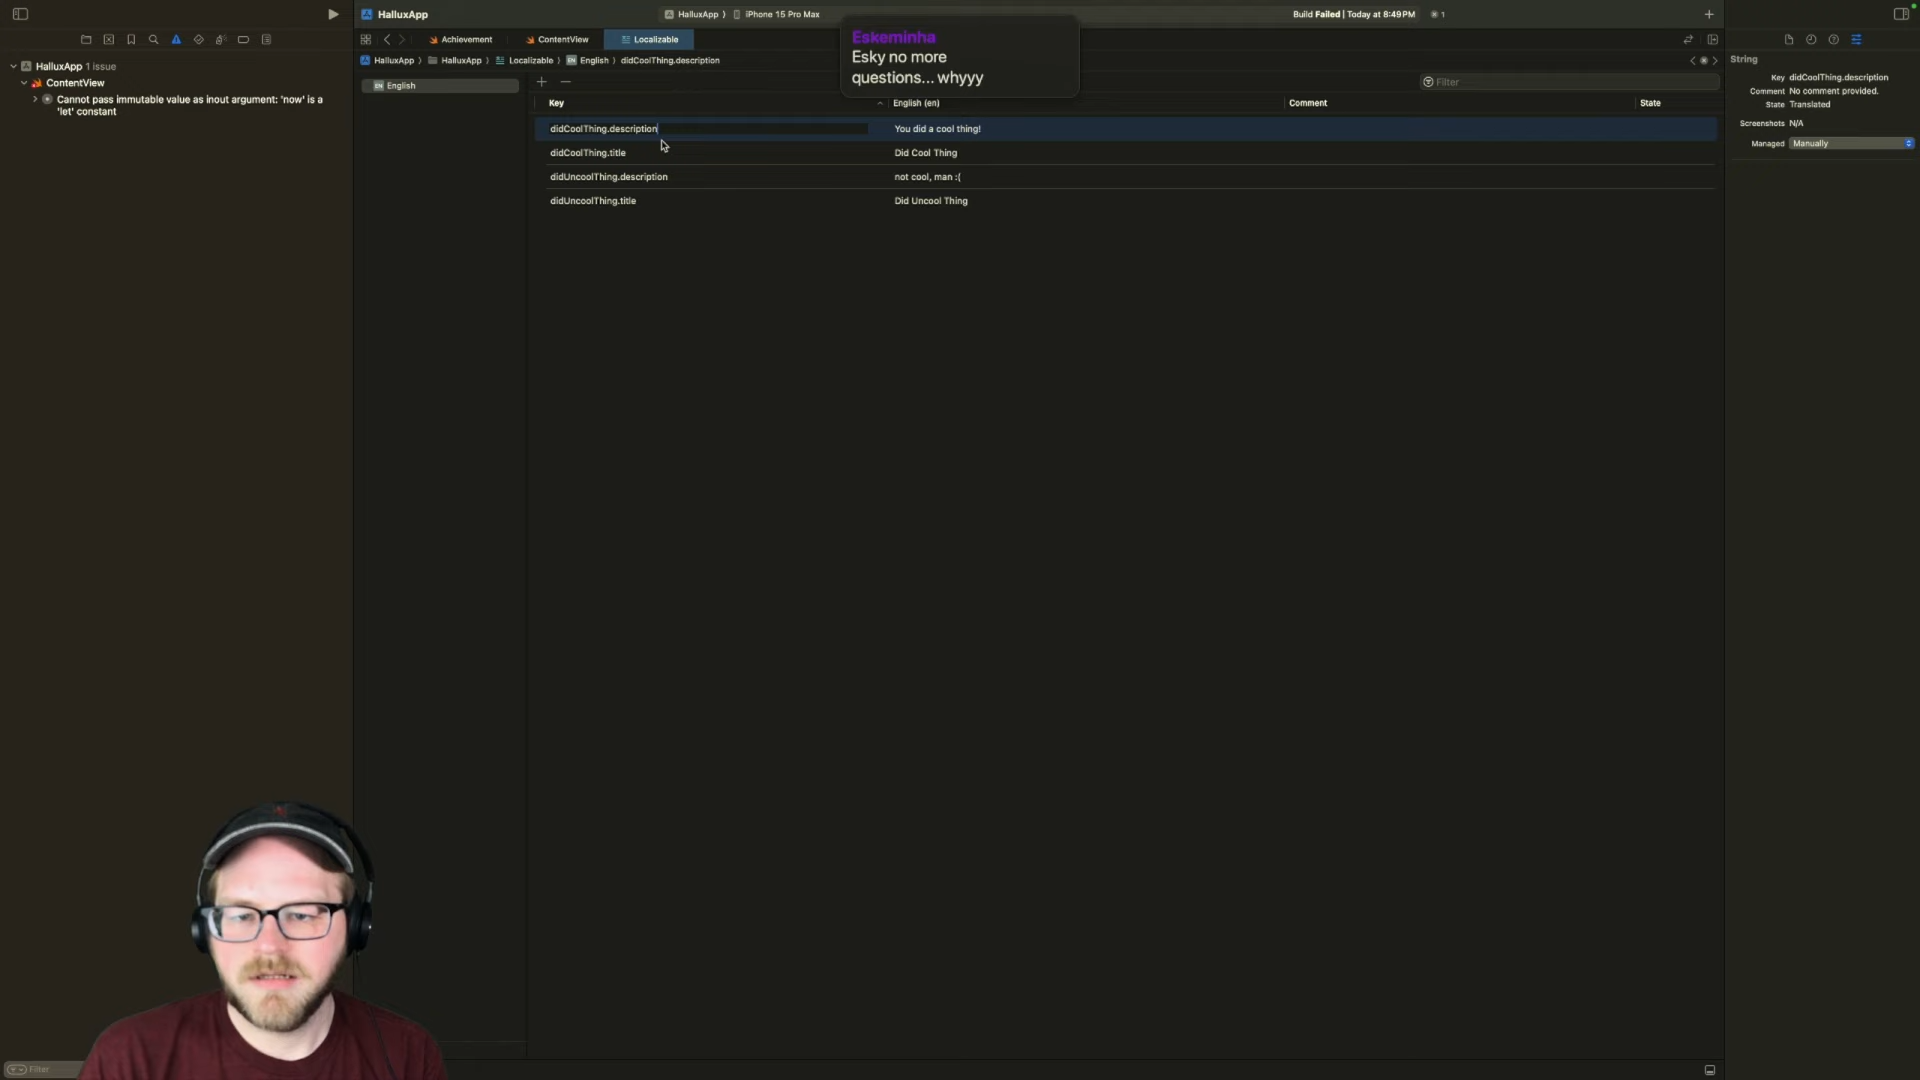 HalluxApp
HalluxApp 〉 iPhone 15 Pro Max
Build Failed | Today at 8:49 PM
1
Eskeminha
Esky no more
questions... whyyy
Achievement
ContentView
Localizable
HalluxApp 〉 HalluxApp 〉 Localizable 〉 EN English 〉 didCoolThing.description
HalluxApp 1 issue
ContentView
Cannot pass immutable value as inout argument: 'now' is a
'let' constant
EN English
Filter
Key English (en) Comment State
didCoolThing.description You did a cool thing!
didCoolThing.title Did Cool Thing
didUncoolThing.description not cool, man :(
didUncoolThing.title Did Uncool Thing
String
Key didCoolThing.description
Comment No comment provided.
State Translated
Screenshots N/A
Managed Manually
Filter